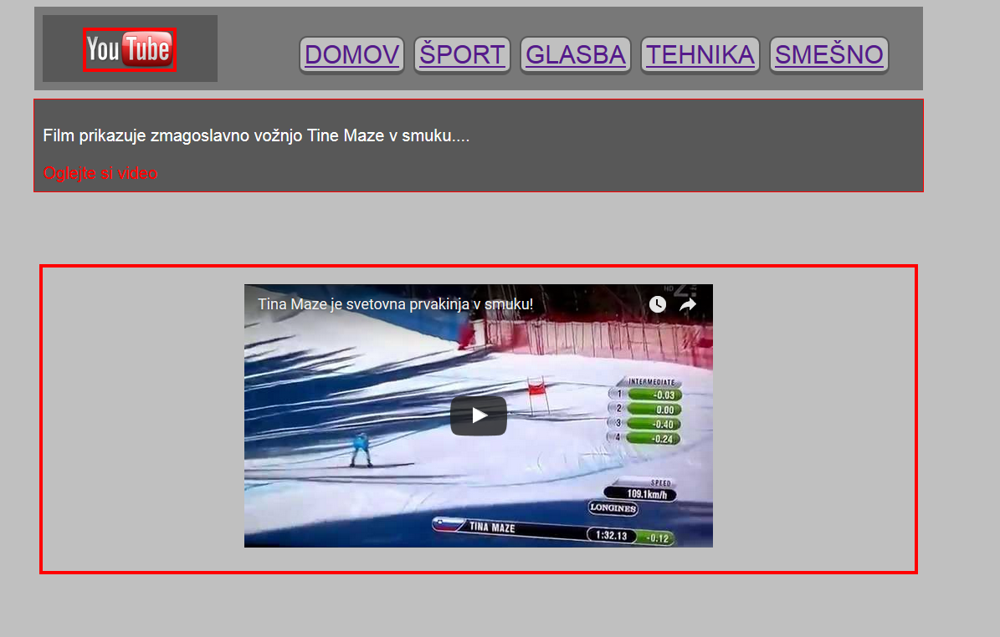 YouTube
DOMOV ŠPORT GLASBA TEHNIKA SMEŠNO
Film prikazuje zmagoslavno vožnjo Tine Maze v smuku....
Oglejte si video
Tina Maze je svetovna prvakinja v smuku!
INTERMEDIATE
1 -0.03
2 0.00
3 -0.40
4 -0.24
SPEED
109.1km/h
LONGINES
TINA MAZE 1:32.13 -0.12